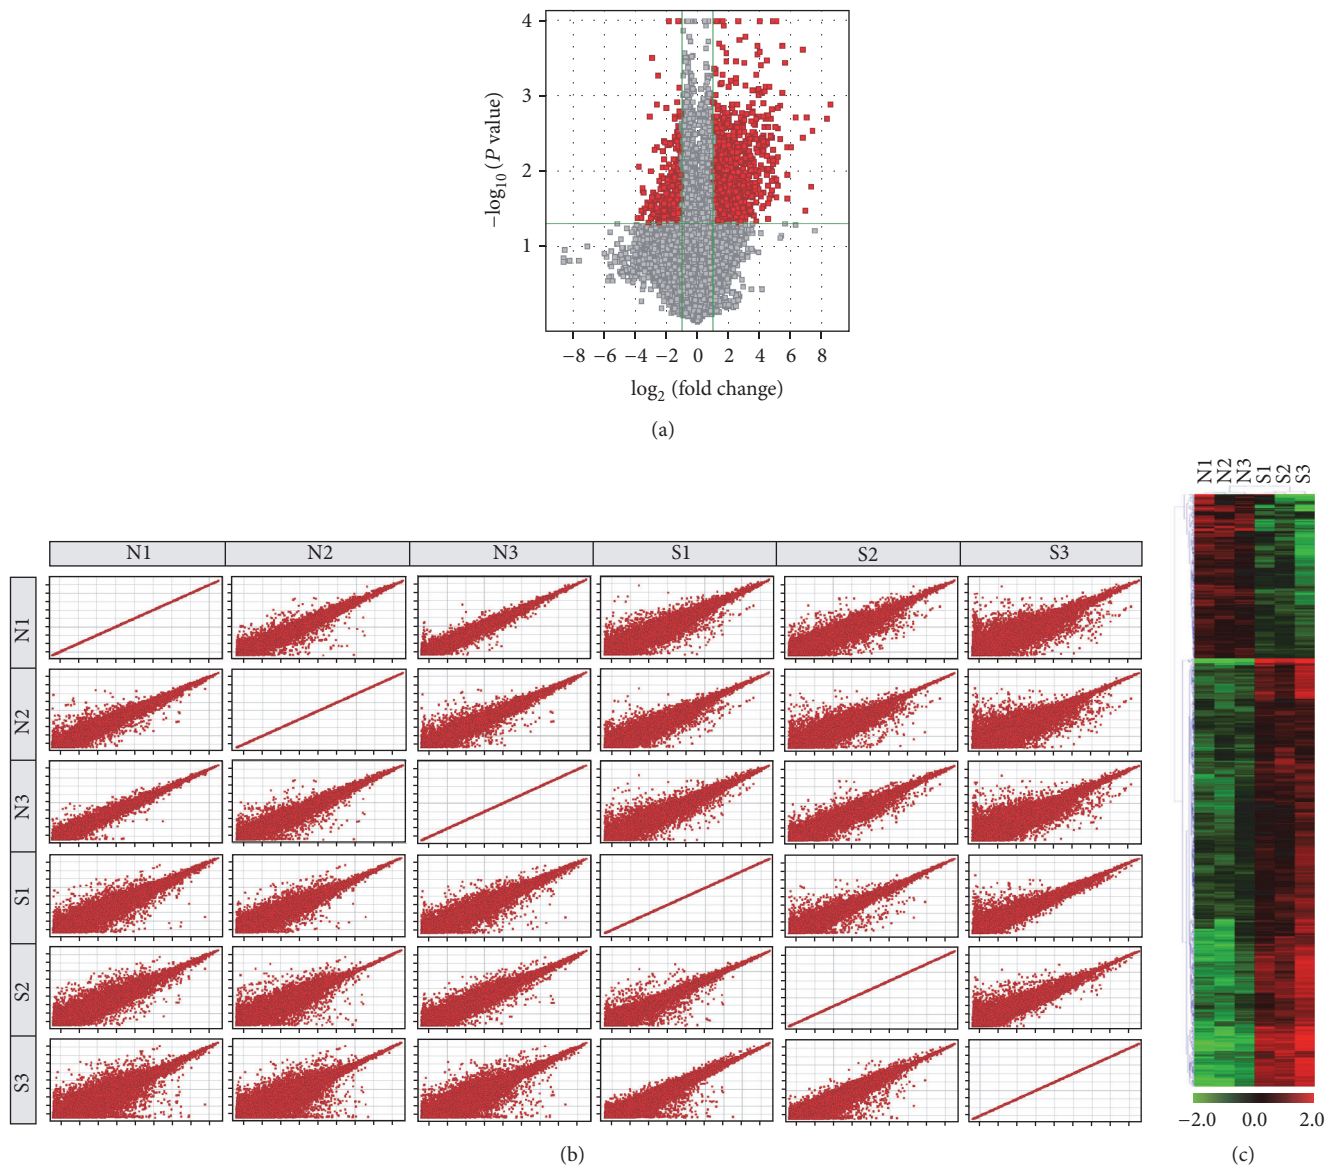 4
3
2
1
−log10 (P value)
−8 −6 −4 −2 0 2 4 6 8
log2 (fold change)
(a)
N1 N2 N3 S1 S2 S3
N1
N2
N3
S1
S2
S3
(b)
N1 N2 N3 S1 S2 S3
−2.0 0.0 2.0
(c)